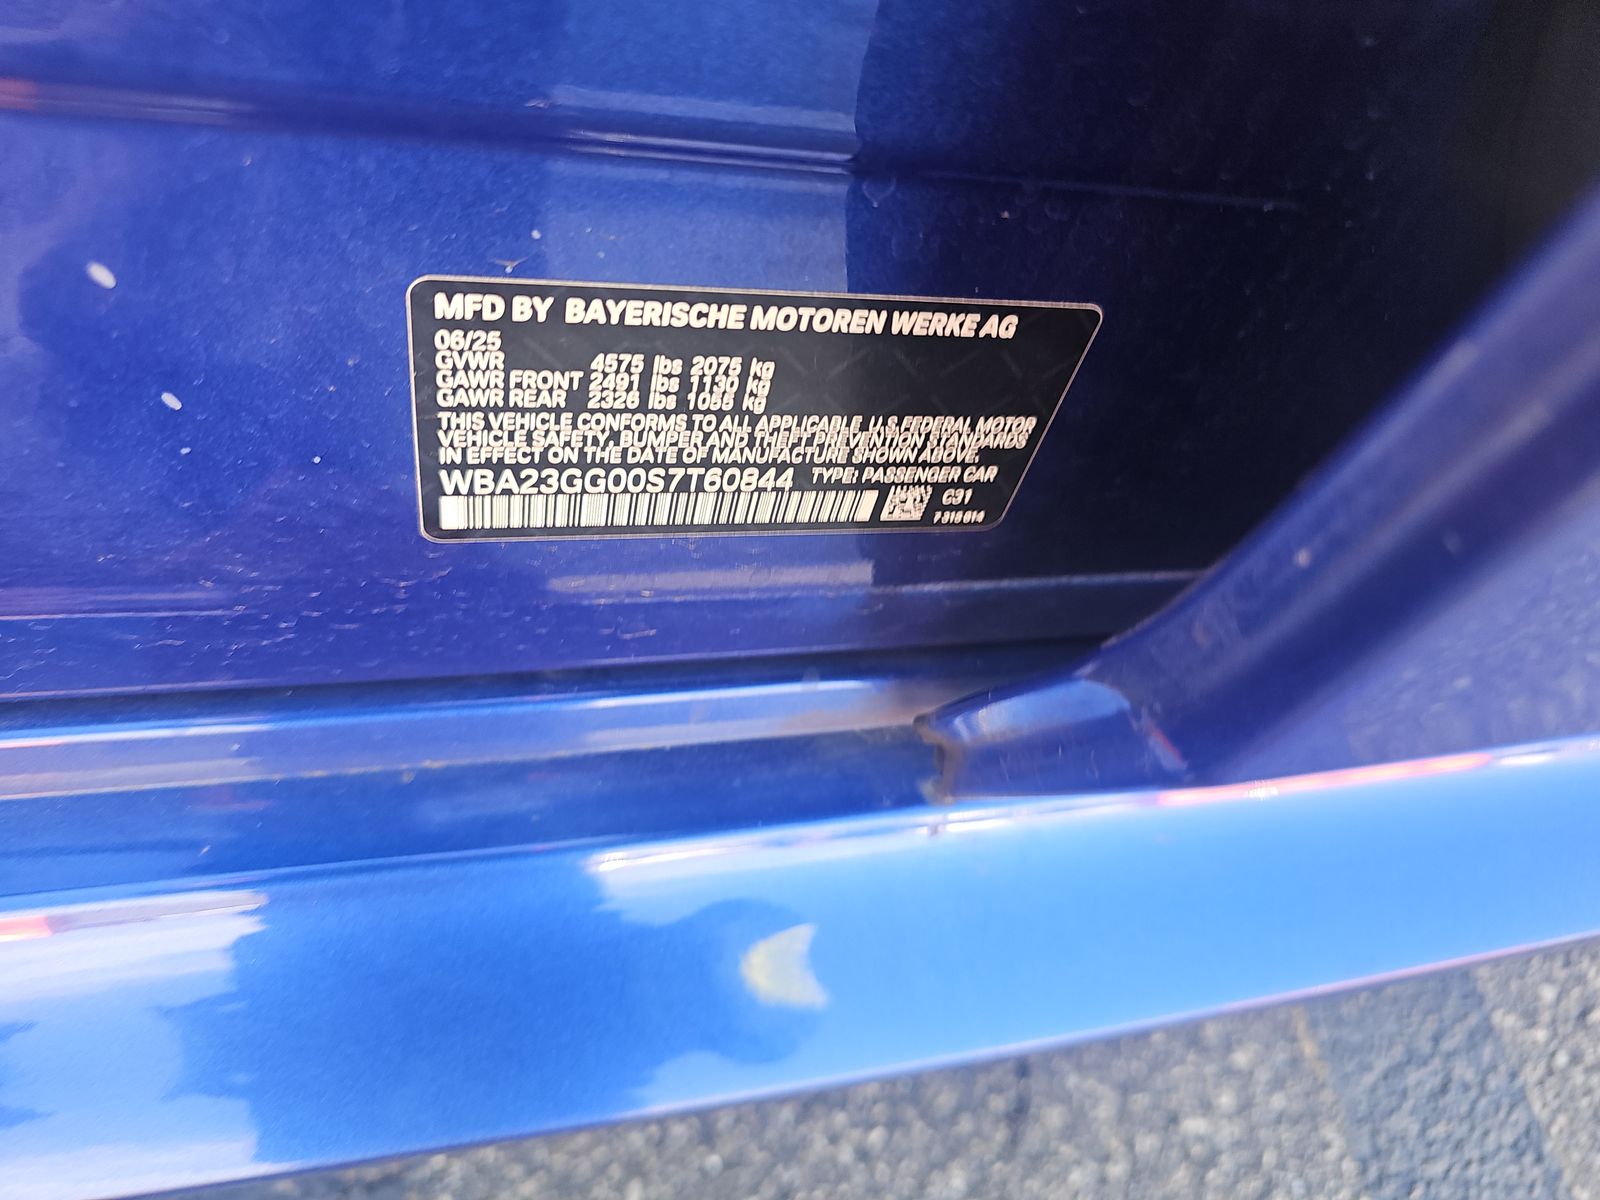 MFD BY BAYERISCHE MOTOREN WERKE AG
06/25
GVWR 4575 lbs 2075 kg
GAWR FRONT 2491 lbs 1130 kg
GAWR REAR 2326 lbs 1055 kg
THIS VEHICLE CONFORMS TO ALL APPLICABLE U.S. FEDERAL MOTOR
VEHICLE SAFETY, BUMPER AND THEFT PREVENTION STANDARDS
IN EFFECT ON THE DATE OF MANUFACTURE SHOWN ABOVE.
WBA23GG00S7T60844 TYPE: PASSENGER CAR
C31